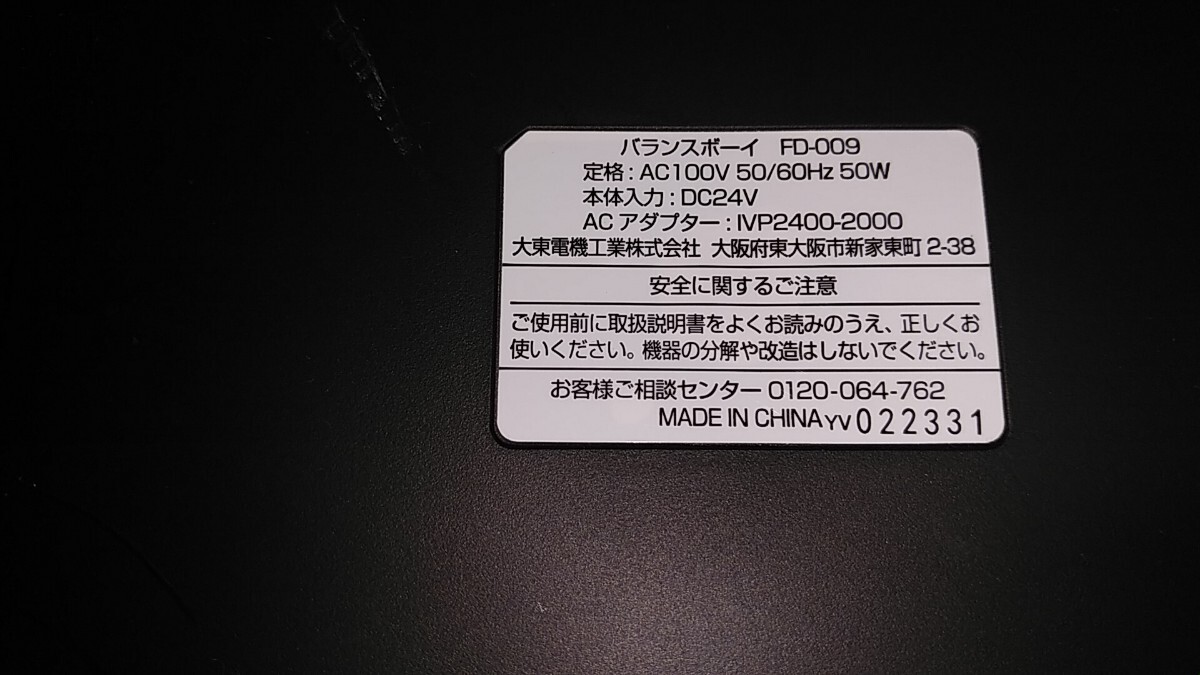 バランスボーイ FD-009
定格：AC100V 50/60Hz 50W
本体入力：DC24V
ACアダプター：IVP2400-2000
大東電機工業株式会社 大阪府東大阪市新家東町 2-38
安全に関するご注意
ご使用前に取扱説明書をよくお読みのうえ、正しくお
使いください。機器の分解や改造はしないでください。
お客様ご相談センター 0120-064-762
MADE IN CHINA YV 022331